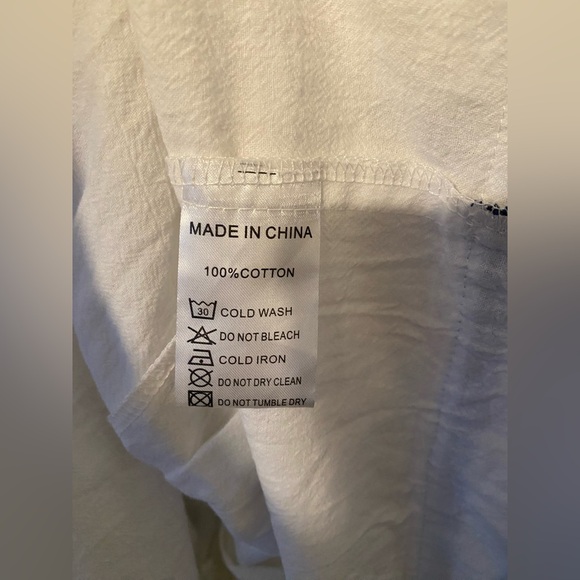 MADE IN CHINA
100%COTTON
30 COLD WASH
DO NOT BLEACH
COLD IRON
DO NOT DRY CLEAN
DO NOT TUMBLE DRY